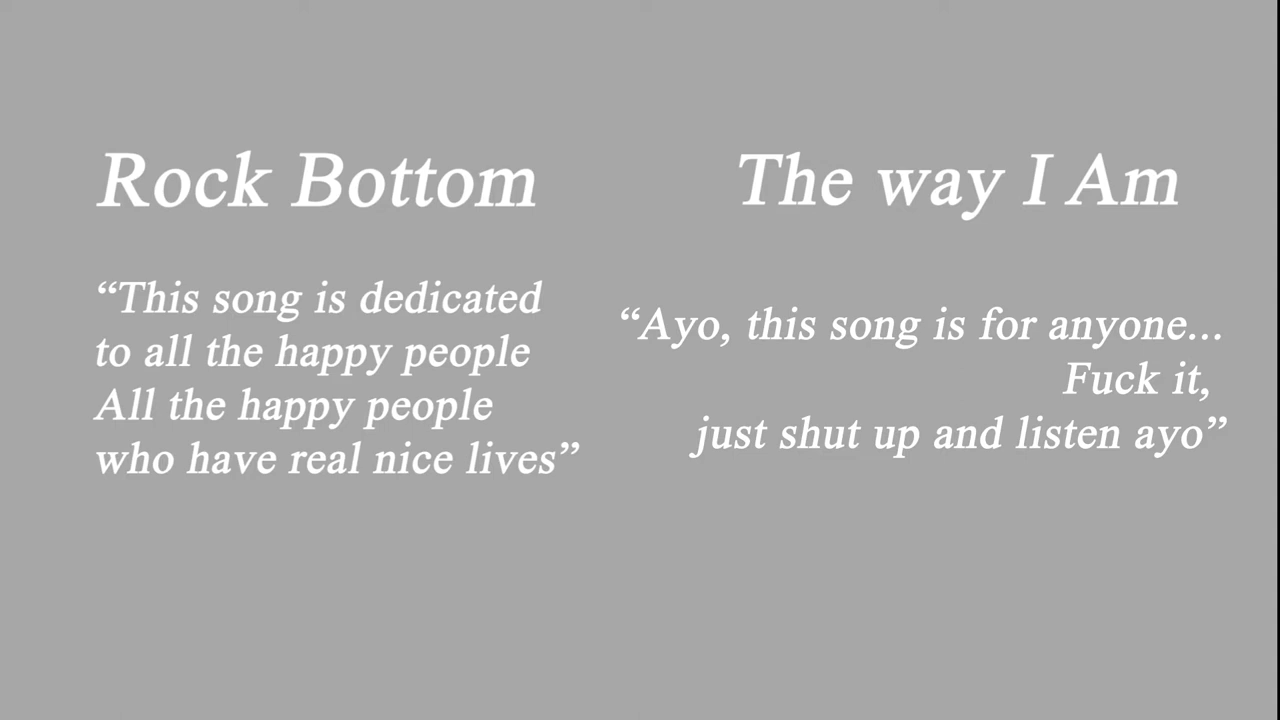 Rock Bottom
“This song is dedicated
to all the happy people
All the happy people
who have real nice lives”
The way I Am
“Ayo, this song is for anyone...
Fuck it,
just shut up and listen ayo”